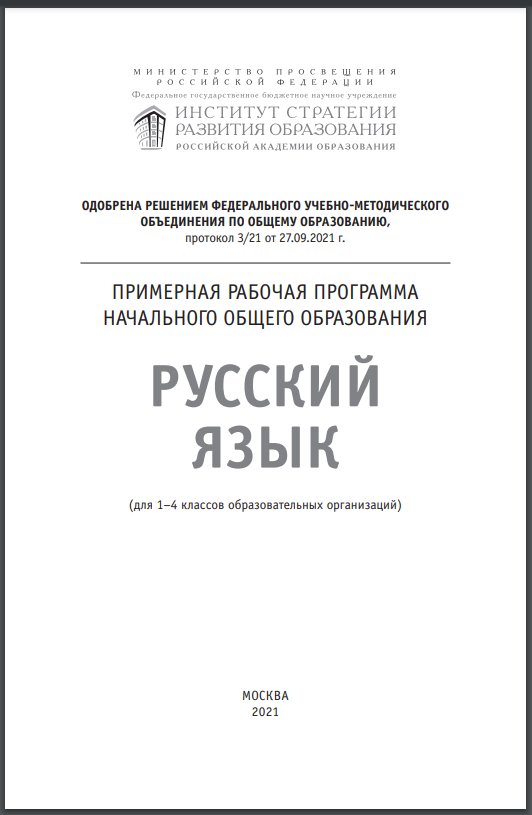 МИНИСТЕРСТВО ПРОСВЕЩЕНИЯ
РОССИЙСКОЙ ФЕДЕРАЦИИ
Федеральное государственное бюджетное научное учреждение
ИНСТИТУТ СТРАТЕГИИ
РАЗВИТИЯ ОБРАЗОВАНИЯ
РОССИЙСКОЙ АКАДЕМИИ ОБРАЗОВАНИЯ
ОДОБРЕНА РЕШЕНИЕМ ФЕДЕРАЛЬНОГО УЧЕБНО-МЕТОДИЧЕСКОГО
ОБЪЕДИНЕНИЯ ПО ОБЩЕМУ ОБРАЗОВАНИЮ,
протокол 3/21 от 27.09.2021 г.
ПРИМЕРНАЯ РАБОЧАЯ ПРОГРАММА
НАЧАЛЬНОГО ОБЩЕГО ОБРАЗОВАНИЯ
РУССКИЙ
ЯЗЫК
(для 1–4 классов образовательных организаций)
МОСКВА
2021